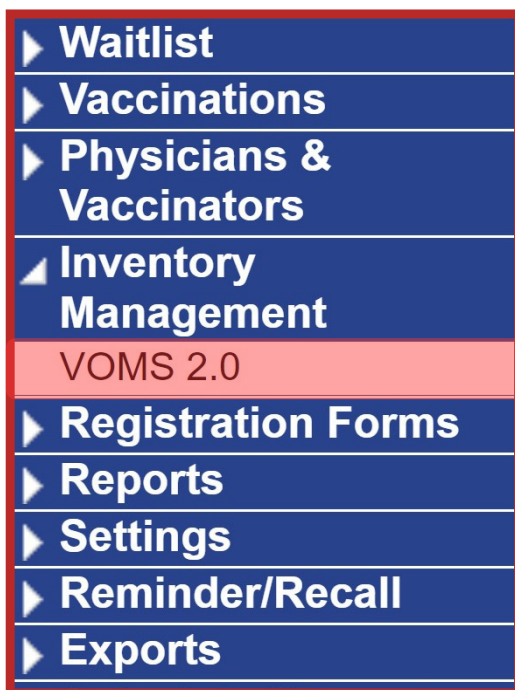 Waitlist
Vaccinations
Physicians &
Vaccinators
Inventory
Management
VOMS 2.0
Registration Forms
Reports
Settings
Reminder/Recall
Exports